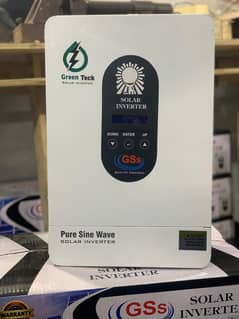 Green Teck
SOLAR INVERTER
SOLAR
INVERTER
DOWN ENTER UP
GSs
Pure Sine Wave
SOLAR INVERTER
SOLAR
INVERTER
GSs
WARRANTY
GSs